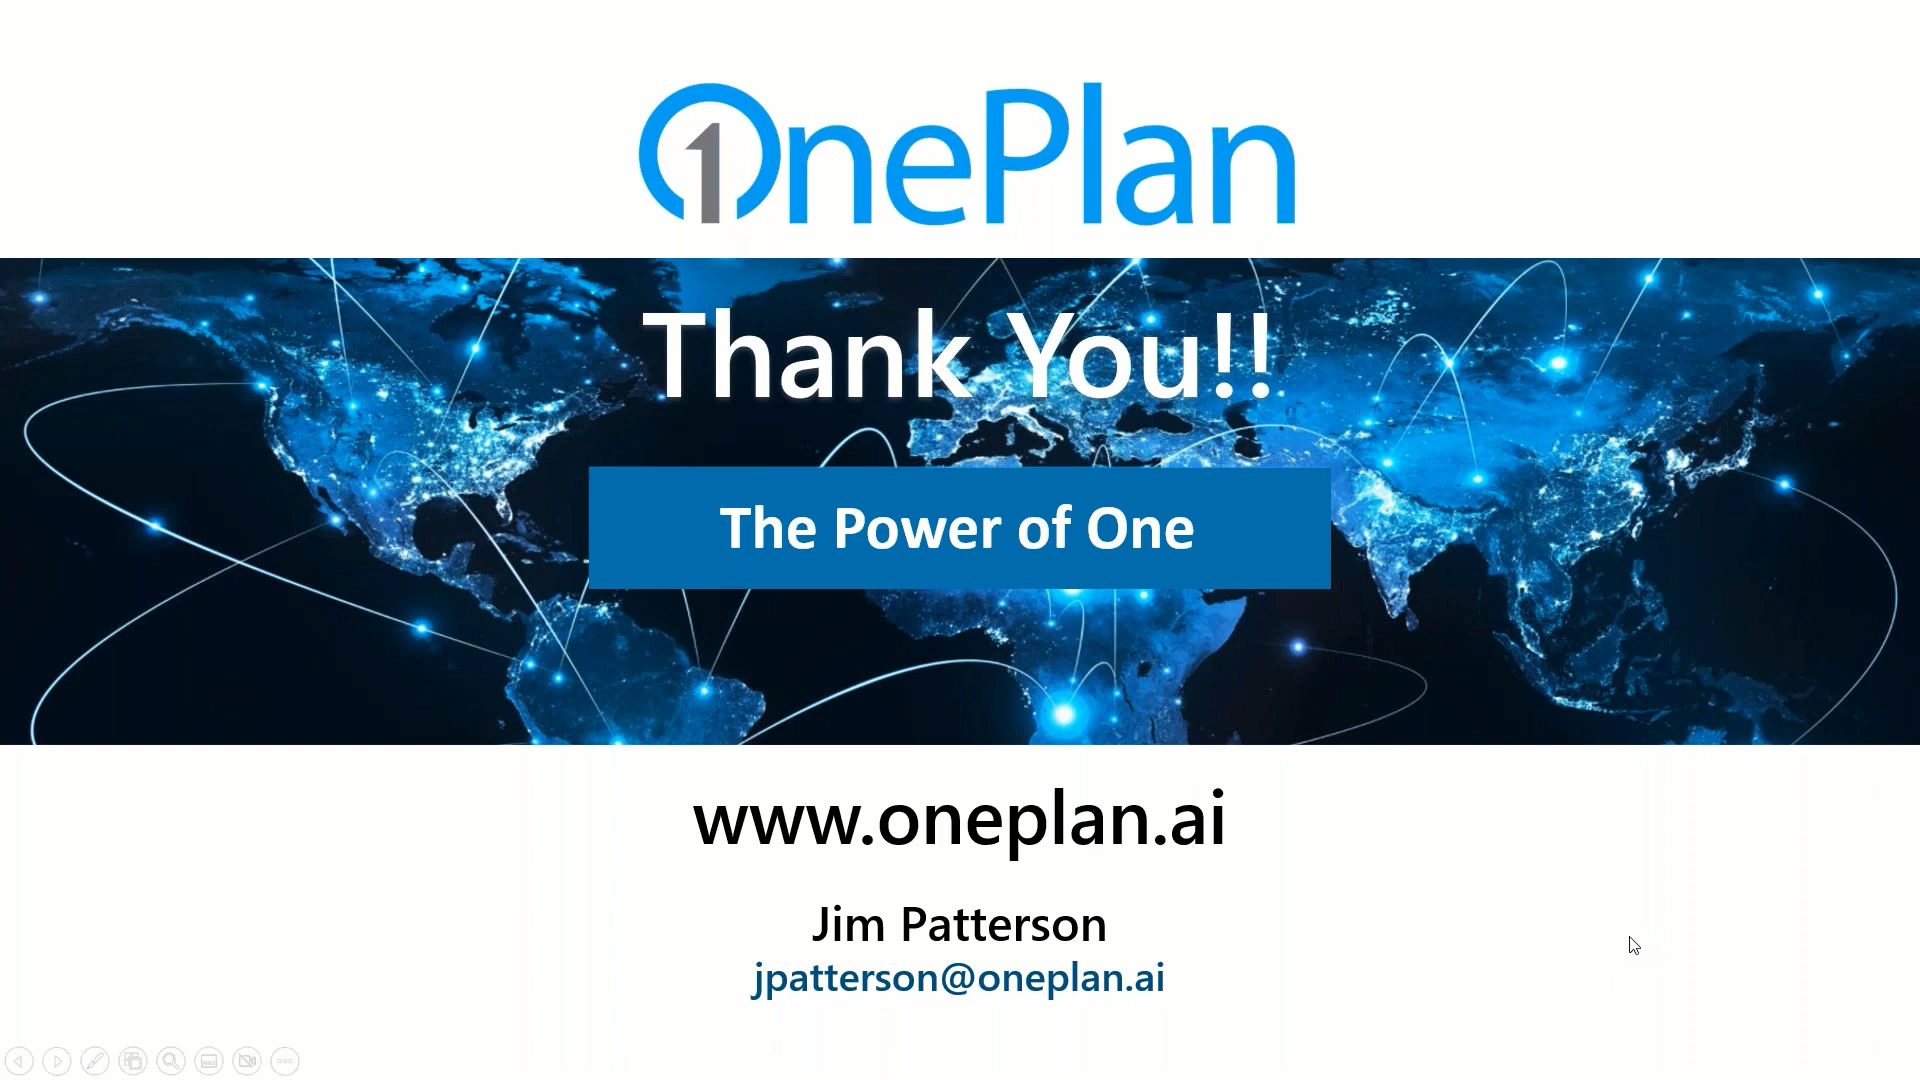 OnePlan
Thank You!!
The Power of One
www.oneplan.ai
Jim Patterson
jpatterson@oneplan.ai